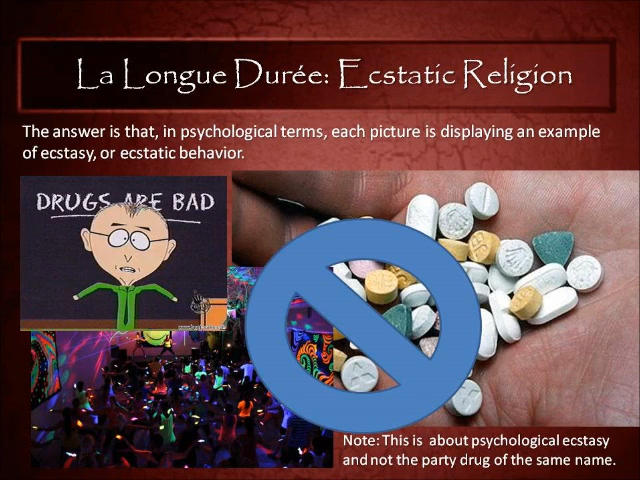 La Longue Durée: Ecstatic Religion
The answer is that, in psychological terms, each picture is displaying an example
of ecstasy, or ecstatic behavior.
DRUGS ARE BAD
Note: This is about psychological ecstasy
and not the party drug of the same name.